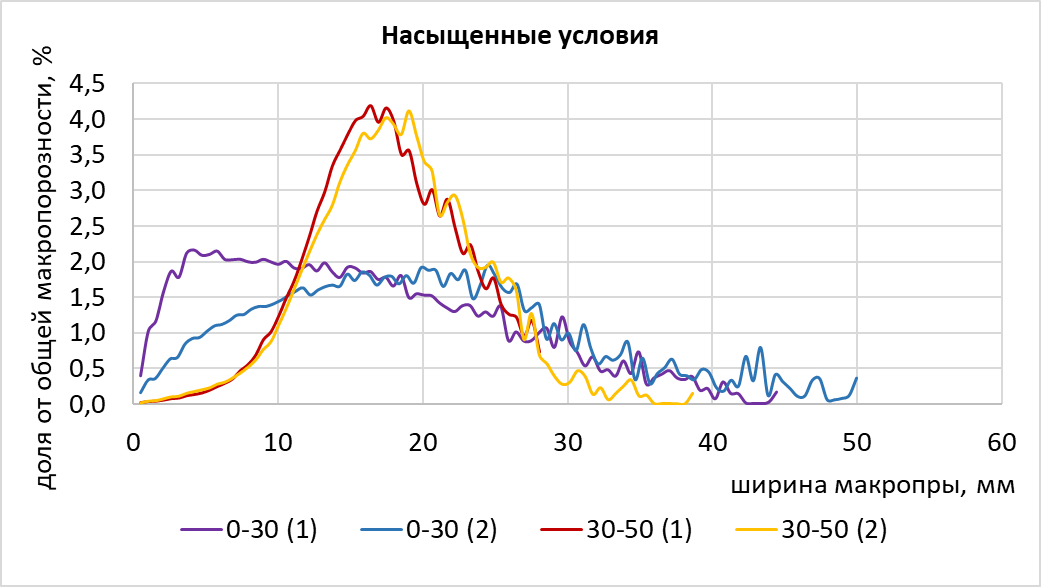 Насыщенные условия
доля от общей макропорозности, %
4,5
4,0
3,5
3,0
2,5
2,0
1,5
1,0
0,5
0,0
0 10 20 30 40 50 60
ширина макропры, мм
0-30 (1) 0-30 (2) 30-50 (1) 30-50 (2)